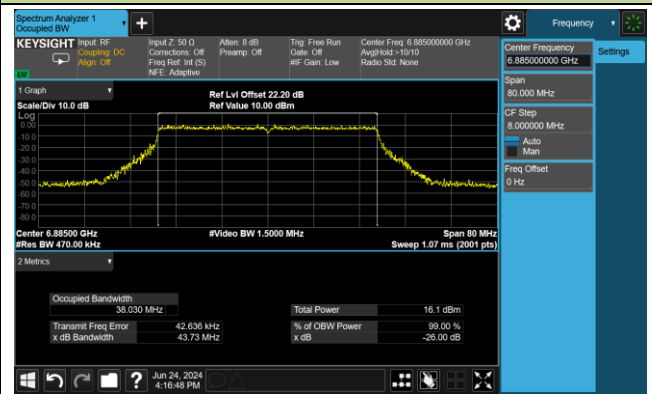 Spectrum Analyzer 1
Occupied BW
Frequency
KEYSIGHT
Input: RF
Coupling: DC
Align: Off
Input Z: 50 Ω
Corrections: Off
Freq Ref: Int (S)
NFE: Adaptive
Atten: 8 dB
Preamp: Off
Trig: Free Run
Gate: Off
#IF Gain: Low
Center Freq: 6.885000000 GHz
Avg|Hold:>10/10
Radio Std: None
Center Frequency
6.885000000 GHz
Settings
Span
80.000 MHz
CF Step
8.000000 MHz
Auto
Man
Freq Offset
0 Hz
1 Graph
Scale/Div 10.0 dB
Ref Lvl Offset 22.20 dB
Ref Value 10.00 dBm
Log
0.00
-10.0
-20.0
-30.0
-40.0
-50.0
-60.0
-70.0
-80.0
Center 6.88500 GHz
#Res BW 470.00 kHz
#Video BW 1.5000 MHz
Span 80 MHz
Sweep 1.07 ms (2001 pts)
2 Metrics
Occupied Bandwidth
38.030 MHz
Total Power 16.1 dBm
Transmit Freq Error 42.636 kHz
% of OBW Power 99.00 %
x dB Bandwidth 43.73 MHz
x dB -26.00 dB
?
Jun 24, 2024
4:16:48 PM